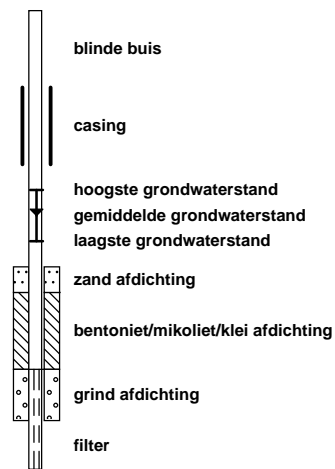 blinde buis
casing
hoogste grondwaterstand
gemiddelde grondwaterstand
laagste grondwaterstand
zand afdichting
bentoniet/mikoliet/klei afdichting
grind afdichting
filter